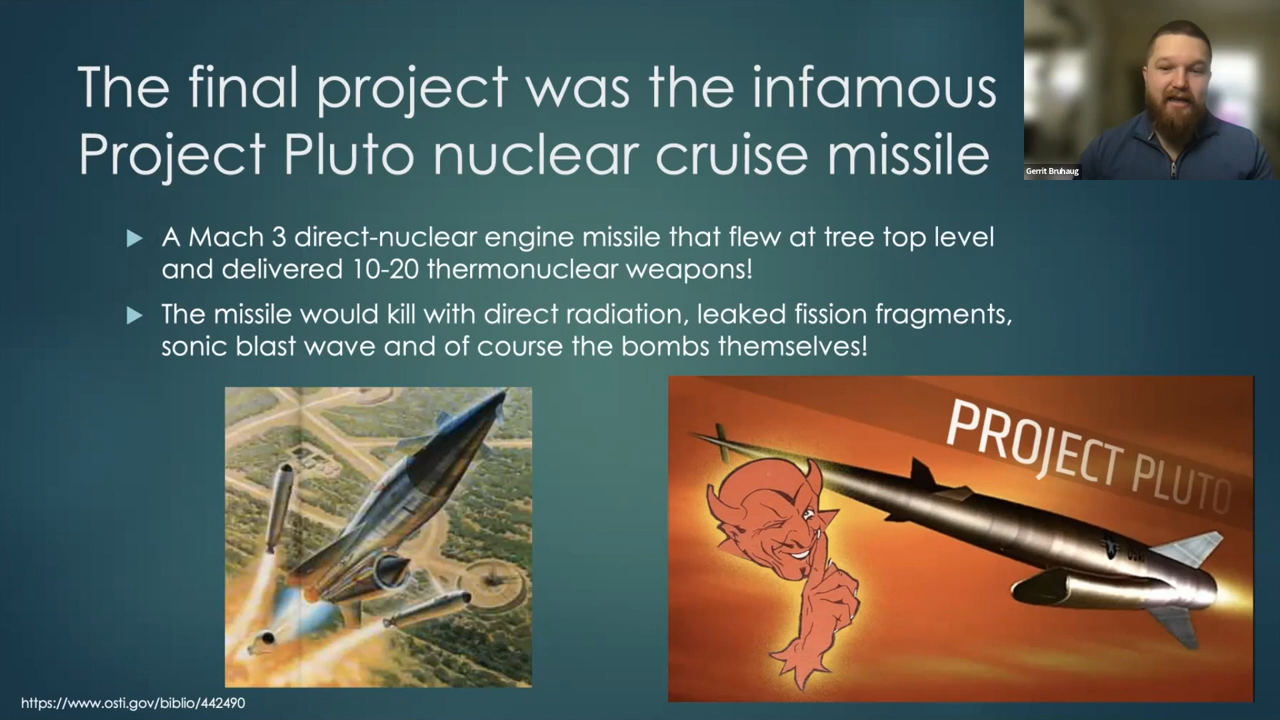 The final project was the infamous
Project Pluto nuclear cruise missile
Gerrit Bruhaug
A Mach 3 direct-nuclear engine missile that flew at tree top level
and delivered 10-20 thermonuclear weapons!
The missile would kill with direct radiation, leaked fission fragments,
sonic blast wave and of course the bombs themselves!
PROJECT PLUTO
https://www.osti.gov/biblio/442490